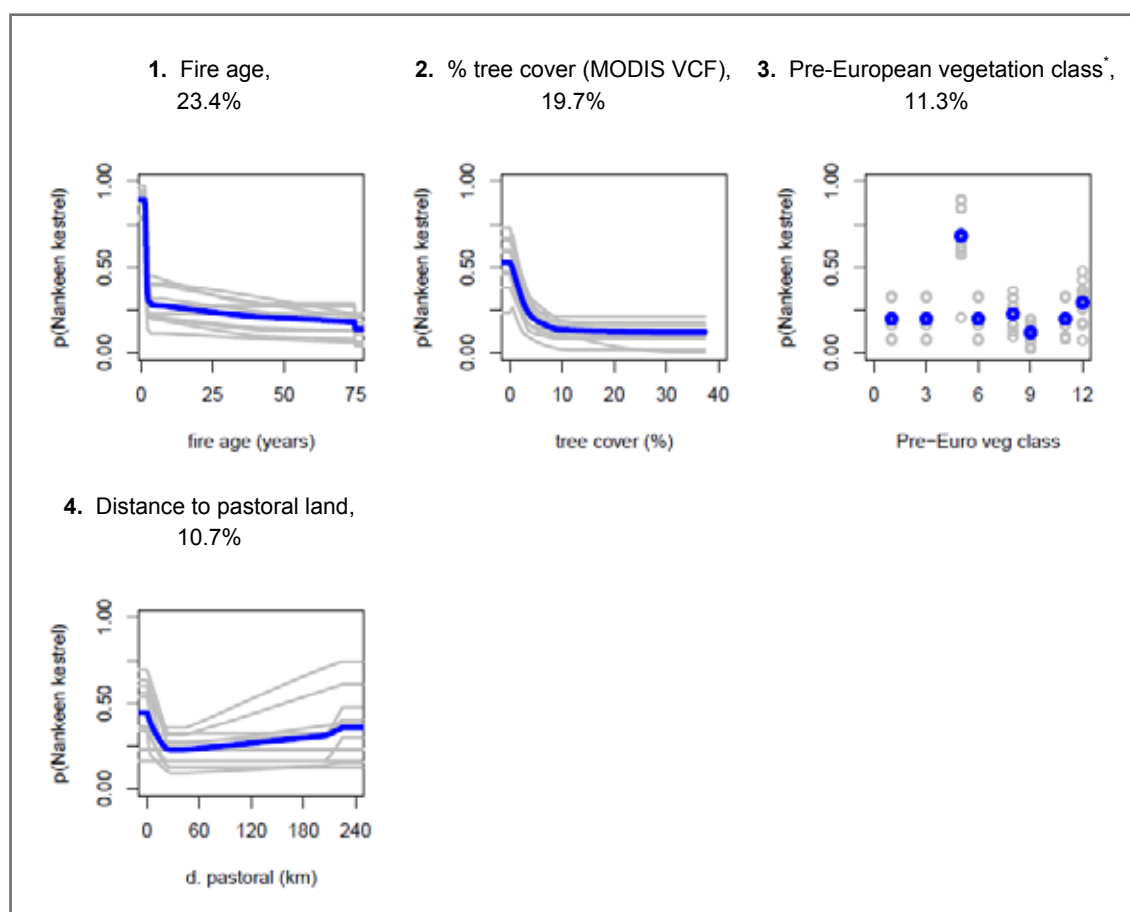 1. Fire age,
23.4%
2. % tree cover (MODIS VCF),
19.7%
3. Pre-European vegetation class*,
11.3%
p(Nankeen kestrel)
1.00
0.50
0.00
0 25 50 75
fire age (years)
p(Nankeen kestrel)
1.00
0.50
0.00
0 10 20 30 40
tree cover (%)
p(Nankeen kestrel)
1.00
0.50
0.00
0 3 6 9 12
Pre-Euro veg class
4. Distance to pastoral land,
10.7%
p(Nankeen kestrel)
1.00
0.50
0.00
0 60 120 180 240
d. pastoral (km)